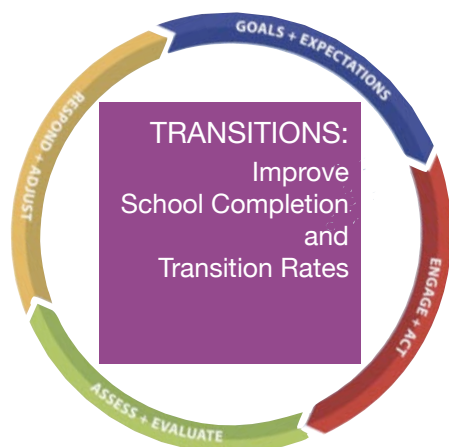 GOALS + EXPECTATIONS
TRANSITIONS:
Improve
School Completion
and
Transition Rates
ENGAGE + ACT
ASSESS + EVALUATE
RESPOND + ADJUST